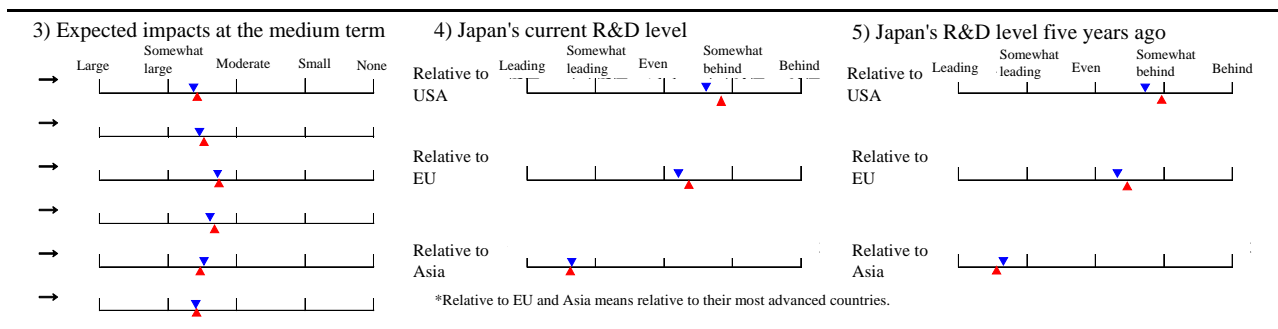 3) Expected impacts at the medium term
Large
Somewhat
large
Moderate
Small
None
4) Japan's current R&D level
Leading
Somewhat
leading
Even
Somewhat
behind
Behind
Relative to
USA
Relative to
EU
Relative to
Asia
*Relative to EU and Asia means relative to their most advanced countries.
5) Japan's R&D level five years ago
Leading
Somewhat
leading
Even
Somewhat
behind
Behind
Relative to
USA
Relative to
EU
Relative to
Asia